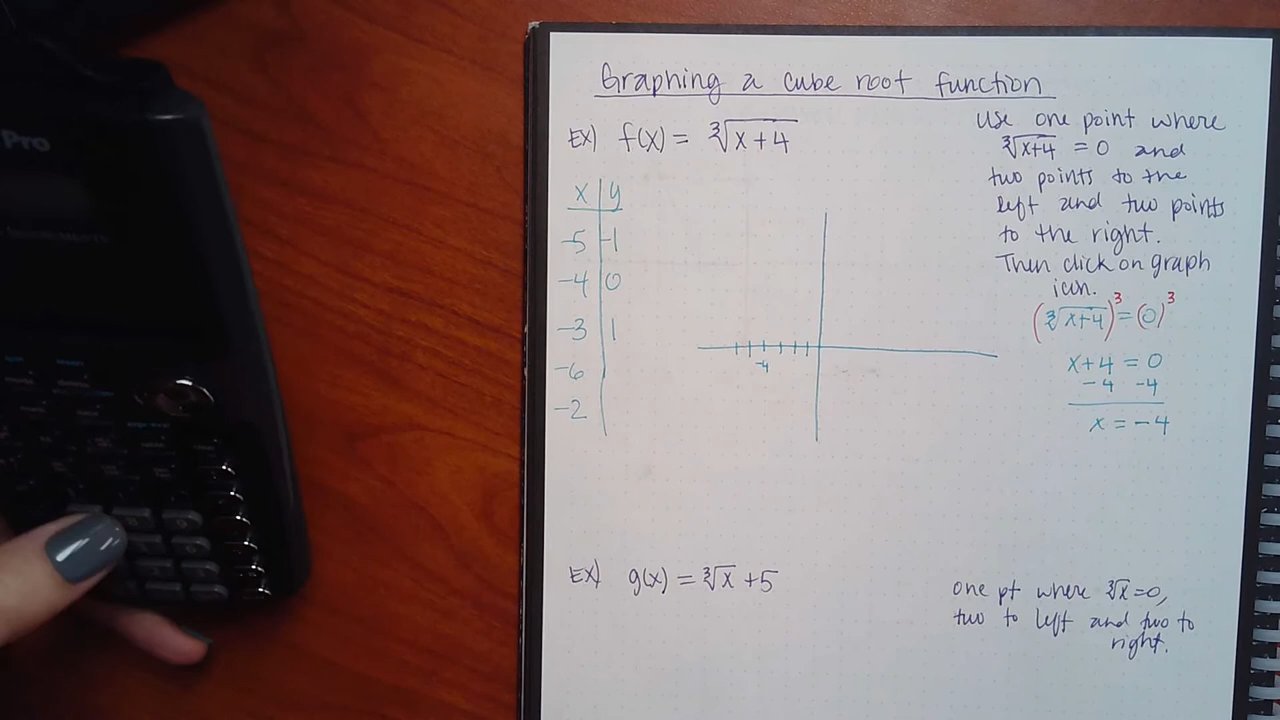 Pro
Graphing a cube root function
EX) f(x) = ∛(x+4)
x | y
-5 | -1
-4 | 0
-3 | 1
-6
-2
-4
Use one point where
∛(x+4) = 0 and
two points to the
left and two points
to the right.
Then click on graph
icon.
(∛(x+4))³ = (0)³
x+4 = 0
-4 -4
x = -4
EX) g(x) = ∛x + 5
one pt where ∛x=0,
two to left and two to
right.